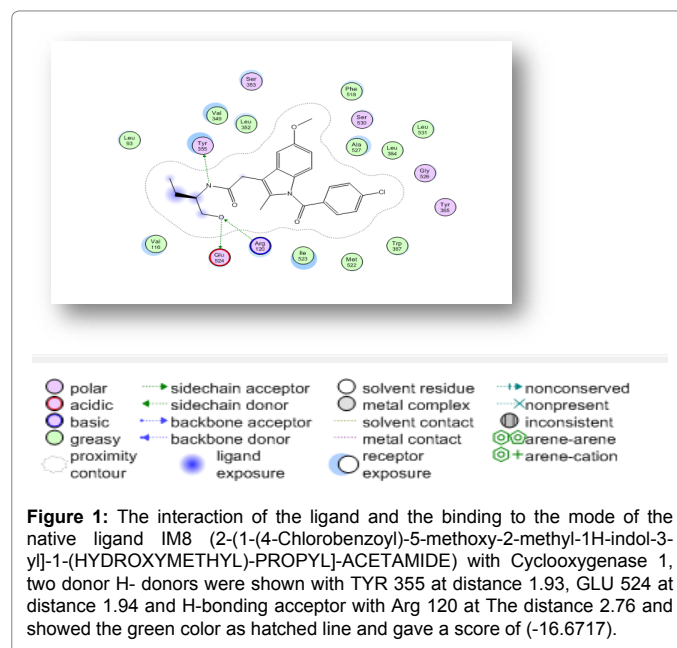 Ser
353
Phe
518
Val
349
Leu
352
Ser
530
Tyr
355
Leu
93
Ala
527
Leu
384
Leu
531
Gly
526
Tyr
385
O
N
O
N
Cl
O
O
Val
116
Glu
524
Arg
120
Ile
523
Met
522
Trp
387
polar
acidic
basic
greasy
proximity
contour
sidechain acceptor
sidechain donor
backbone acceptor
backbone donor
ligand
exposure
solvent residue
metal complex
solvent contact
metal contact
receptor
exposure
nonconserved
nonpresent
inconsistent
arene-arene
arene-cation
Figure 1: The interaction of the ligand and the binding to the mode of the
native ligand IM8 (2-(1-(4-Chlorobenzoyl)-5-methoxy-2-methyl-1H-indol-3-
yl]-1-(HYDROXYMETHYL)-PROPYL]-ACETAMIDE) with Cyclooxygenase 1,
two donor H- donors were shown with TYR 355 at distance 1.93, GLU 524 at
distance 1.94 and H-bonding acceptor with Arg 120 at The distance 2.76 and
showed the green color as hatched line and gave a score of (-16.6717).